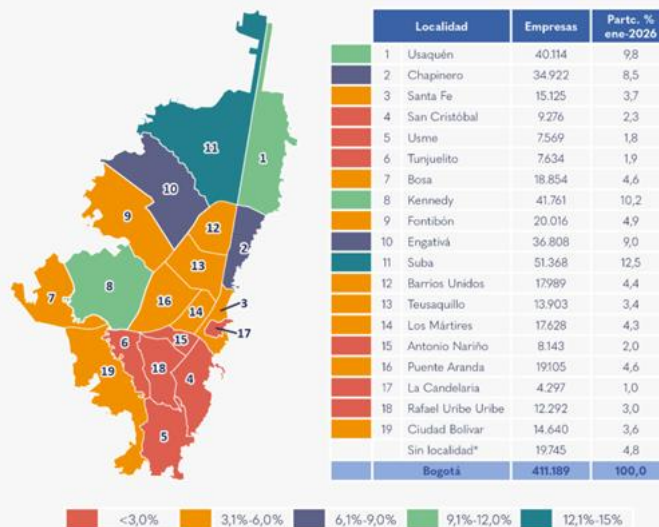 Localidad Empresas Partc. % ene-2026
1 Usaquén 40.114 9,8
2 Chapinero 34.922 8,5
3 Santa Fe 15.125 3,7
4 San Cristóbal 9.276 2,3
5 Usme 7.569 1,8
6 Tunjuelito 7.634 1,9
7 Bosa 18.854 4,6
8 Kennedy 41.761 10,2
9 Fontibón 20.016 4,9
10 Engativá 36.808 9,0
11 Suba 51.368 12,5
12 Barrios Unidos 17.989 4,4
13 Teusaquillo 13.903 3,4
14 Los Mártires 17.628 4,3
15 Antonio Nariño 8.143 2,0
16 Puente Aranda 19.105 4,6
17 La Candelaria 4.297 1,0
18 Rafael Uribe Uribe 12.292 3,0
19 Ciudad Bolívar 14.640 3,6
Sin localidad* 19.745 4,8
Bogotá 411.189 100,0
11
1
10
9
12
2
13
7
8
16
14
3
17
6
15
19
18
4
5
<3,0% 3,1%-6,0% 6,1%-9,0% 9,1%-12,0% 12,1%-15%